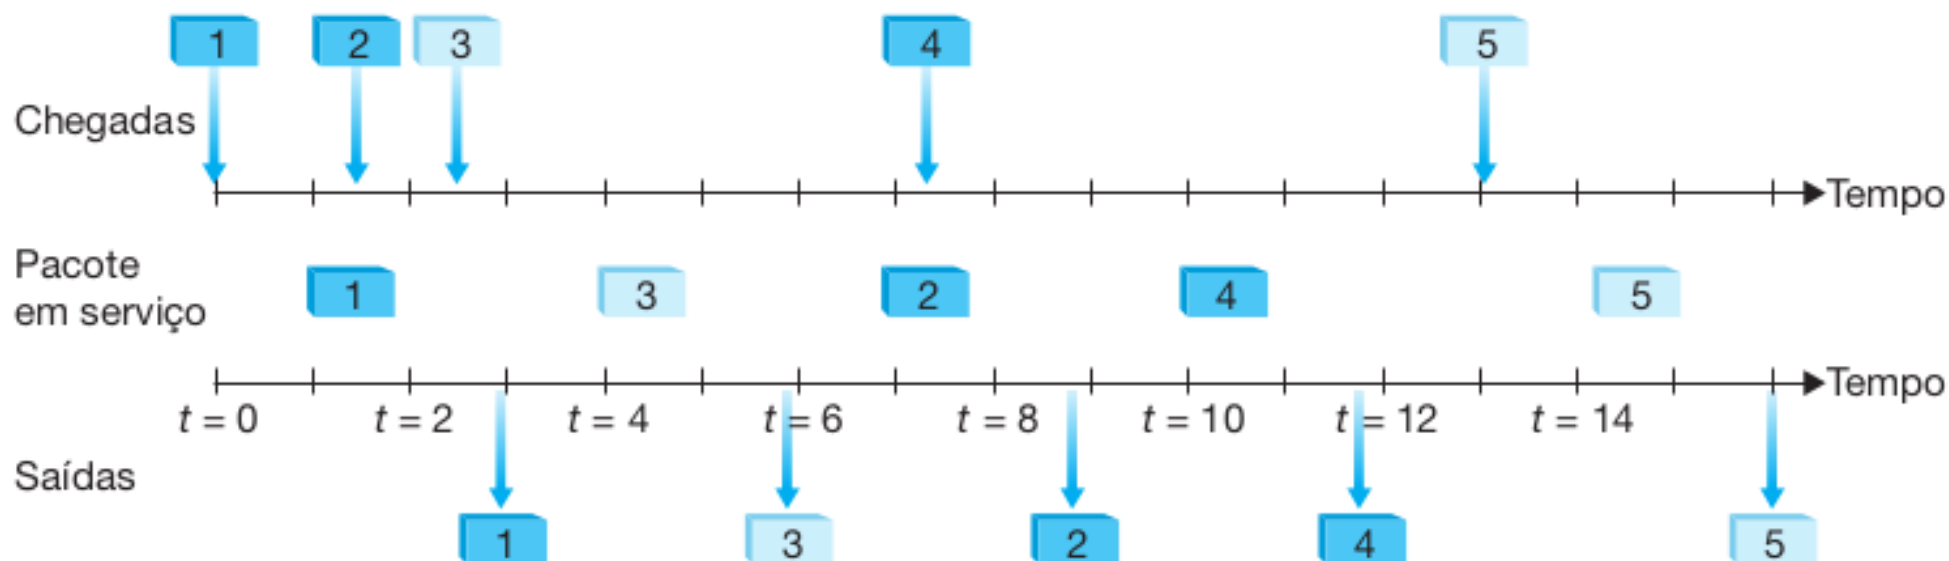 1 2 3 4 5
Chegadas
Tempo
Pacote
em serviço
1 3 2 4 5
Tempo
t = 0 t = 2 t = 4 t = 6 t = 8 t = 10 t = 12 t = 14
Saídas
1 3 2 4 5